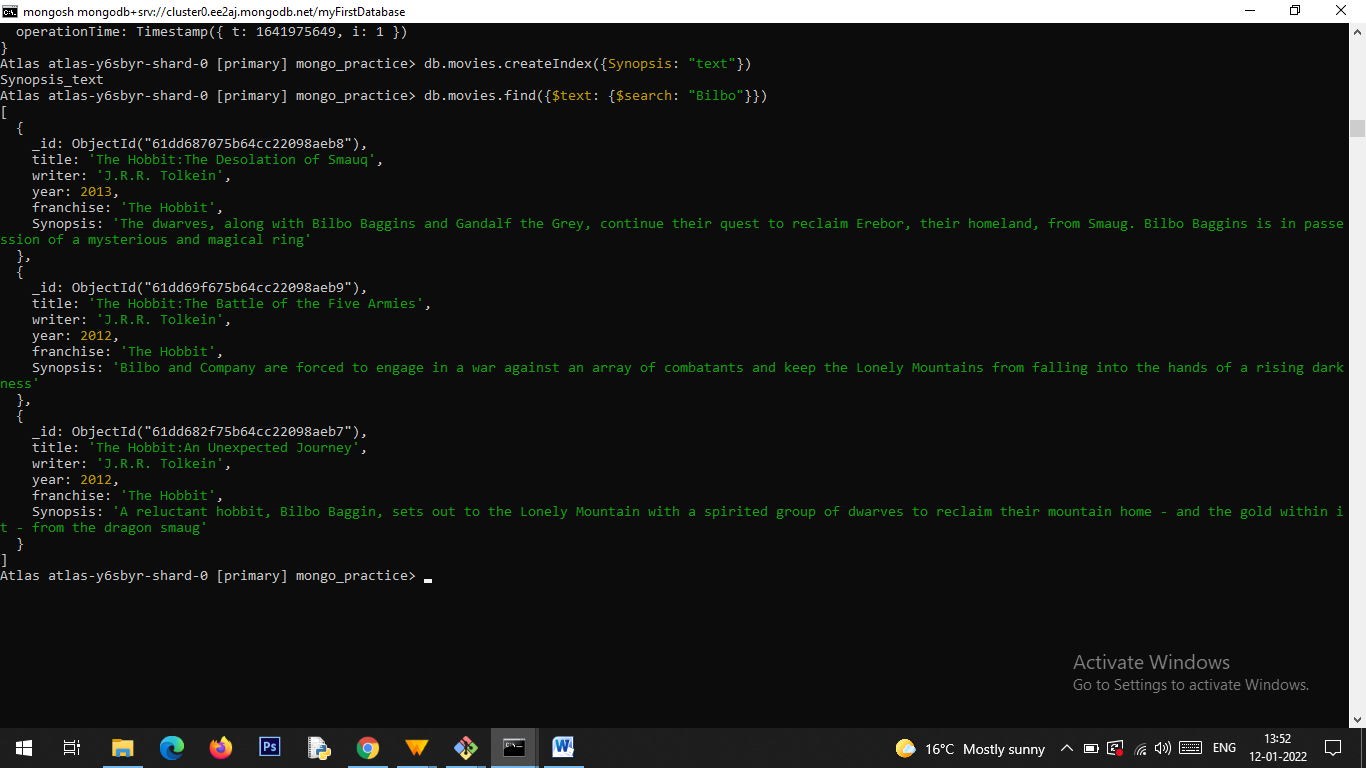 mongosh mongodb+srv://cluster0.ee2aj.mongodb.net/myFirstDatabase
  operationTime: Timestamp({ t: 1641975649, i: 1 })
}
Atlas atlas-y6sbyr-shard-0 [primary] mongo_practice> db.movies.createIndex({Synopsis: "text"})
Synopsis_text
Atlas atlas-y6sbyr-shard-0 [primary] mongo_practice> db.movies.find({$text: {$search: "Bilbo"}})
[
  {
    _id: ObjectId("61dd687075b64cc22098aeb8"),
    title: 'The Hobbit:The Desolation of Smauq',
    writer: 'J.R.R. Tolkein',
    year: 2013,
    franchise: 'The Hobbit',
    Synopsis: 'The dwarves, along with Bilbo Baggins and Gandalf the Grey, continue their quest to reclaim Erebor, their homeland, from Smaug. Bilbo Baggins is in passe
ssion of a mysterious and magical ring'
  },
  {
    _id: ObjectId("61dd69f675b64cc22098aeb9"),
    title: 'The Hobbit:The Battle of the Five Armies',
    writer: 'J.R.R. Tolkein',
    year: 2012,
    franchise: 'The Hobbit',
    Synopsis: 'Bilbo and Company are forced to engage in a war against an array of combatants and keep the Lonely Mountains from falling into the hands of a rising dark
ness'
  },
  {
    _id: ObjectId("61dd682f75b64cc22098aeb7"),
    title: 'The Hobbit:An Unexpected Journey',
    writer: 'J.R.R. Tolkein',
    year: 2012,
    franchise: 'The Hobbit',
    Synopsis: 'A reluctant hobbit, Bilbo Baggin, sets out to the Lonely Mountain with a spirited group of dwarves to reclaim their mountain home - and the gold within i
t - from the dragon smaug'
  }
]
Atlas atlas-y6sbyr-shard-0 [primary] mongo_practice>
Activate Windows
Go to Settings to activate Windows.
Ps
W
16°C Mostly sunny
ENG
13:52
12-01-2022